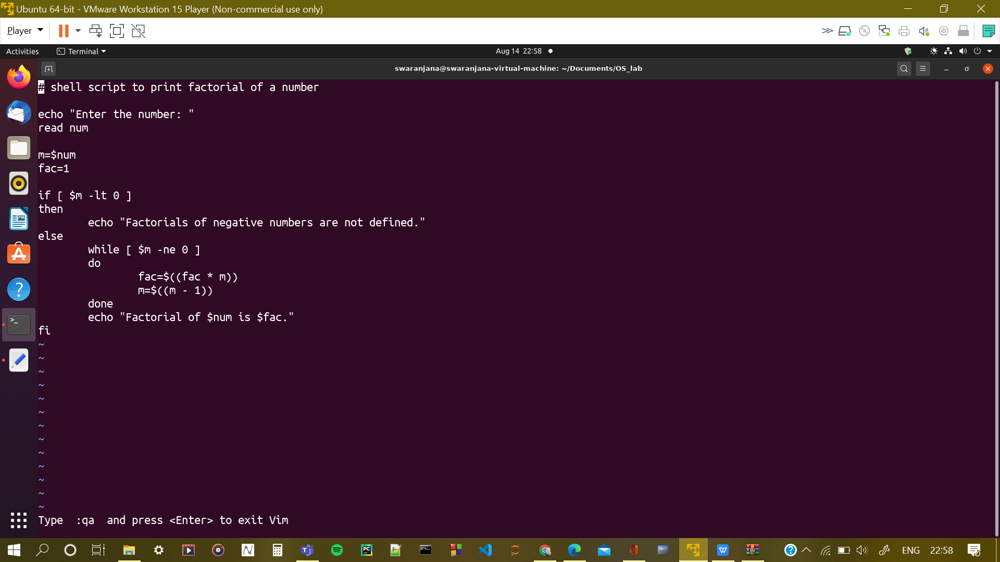 Ubuntu 64-bit - VMware Workstation 15 Player (Non-commercial use only)
Player
Activities
Terminal
Aug 14 22:58
swaranjana@swaranjana-virtual-machine: ~/Documents/OS_lab
# shell script to print factorial of a number
echo "Enter the number: "
read num
m=$num
fac=1
if [ $m -lt 0 ]
then
echo "Factorials of negative numbers are not defined."
else
while [ $m -ne 0 ]
do
fac=$((fac * m))
m=$((m - 1))
done
echo "Factorial of $num is $fac."
fi
~
~
~
~
~
~
~
~
~
~
~
~
~
Type :qa and press <Enter> to exit Vim
ENG
22:58